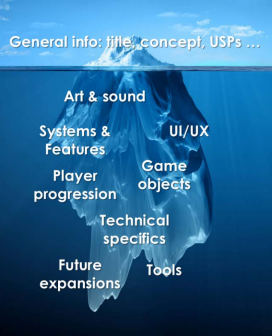 General info: title, concept, USPs ...
Art & sound
Systems &
Features
UI/UX
Player
progression
Game
objects
Technical
specifics
Future
expansions
Tools